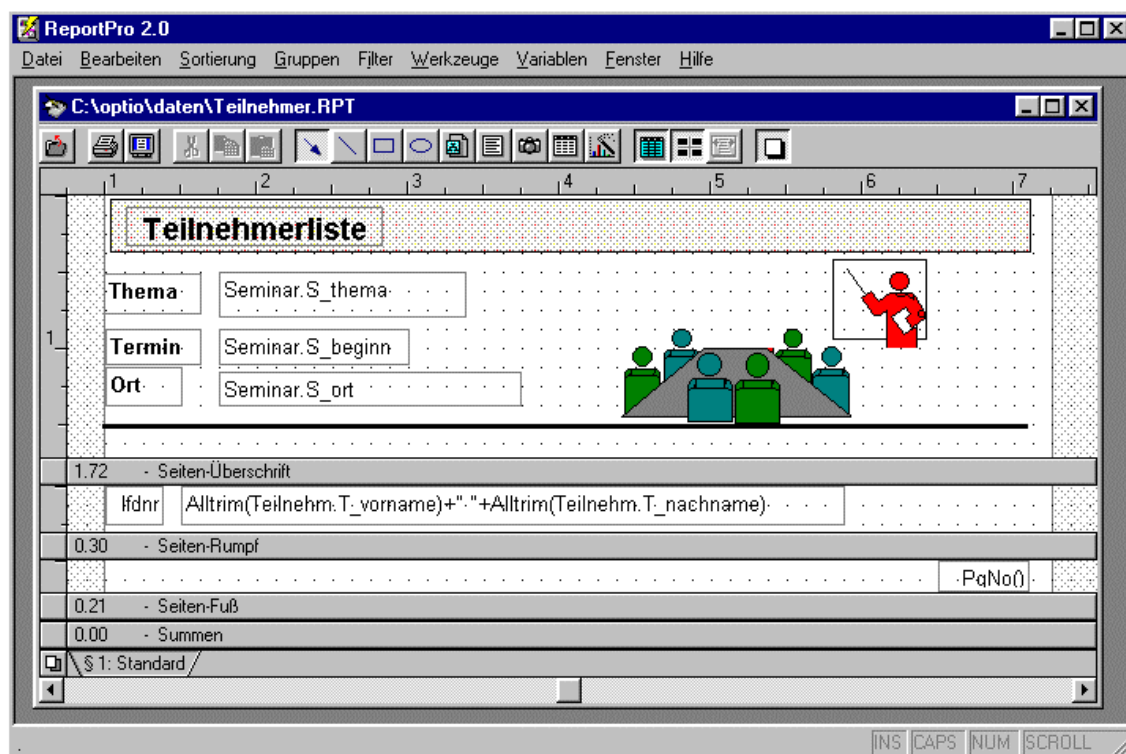 ReportPro 2.0
Datei Bearbeiten Sortierung Gruppen Filter Werkzeuge Variablen Fenster Hilfe
C:\optio\daten\Teilnehmer.RPT
1 2 3 4 5 6 7
Teilnehmerliste
Thema Seminar.S_thema
1
Termin Seminar.S_beginn
Ort Seminar.S_ort
1.72 - Seiten-Überschrift
lfdnr Alltrim(Teilnehm.T_vorname)+" "+Alltrim(Teilnehm.T_nachname)
0.30 - Seiten-Rumpf
PgNo()
0.21 - Seiten-Fuß
0.00 - Summen
§ 1: Standard
INS CAPS NUM SCROLL